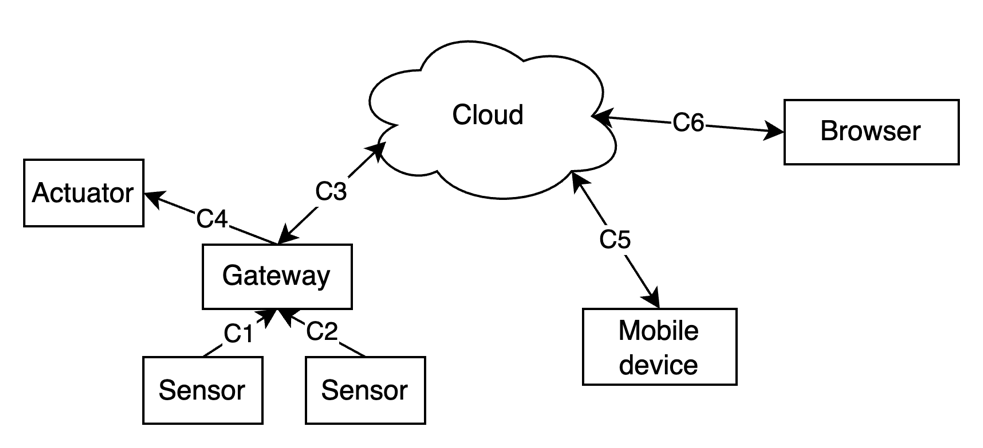 Cloud
C6
Browser
Actuator
C3
C4
C5
Gateway
C1
C2
Mobile
device
Sensor
Sensor